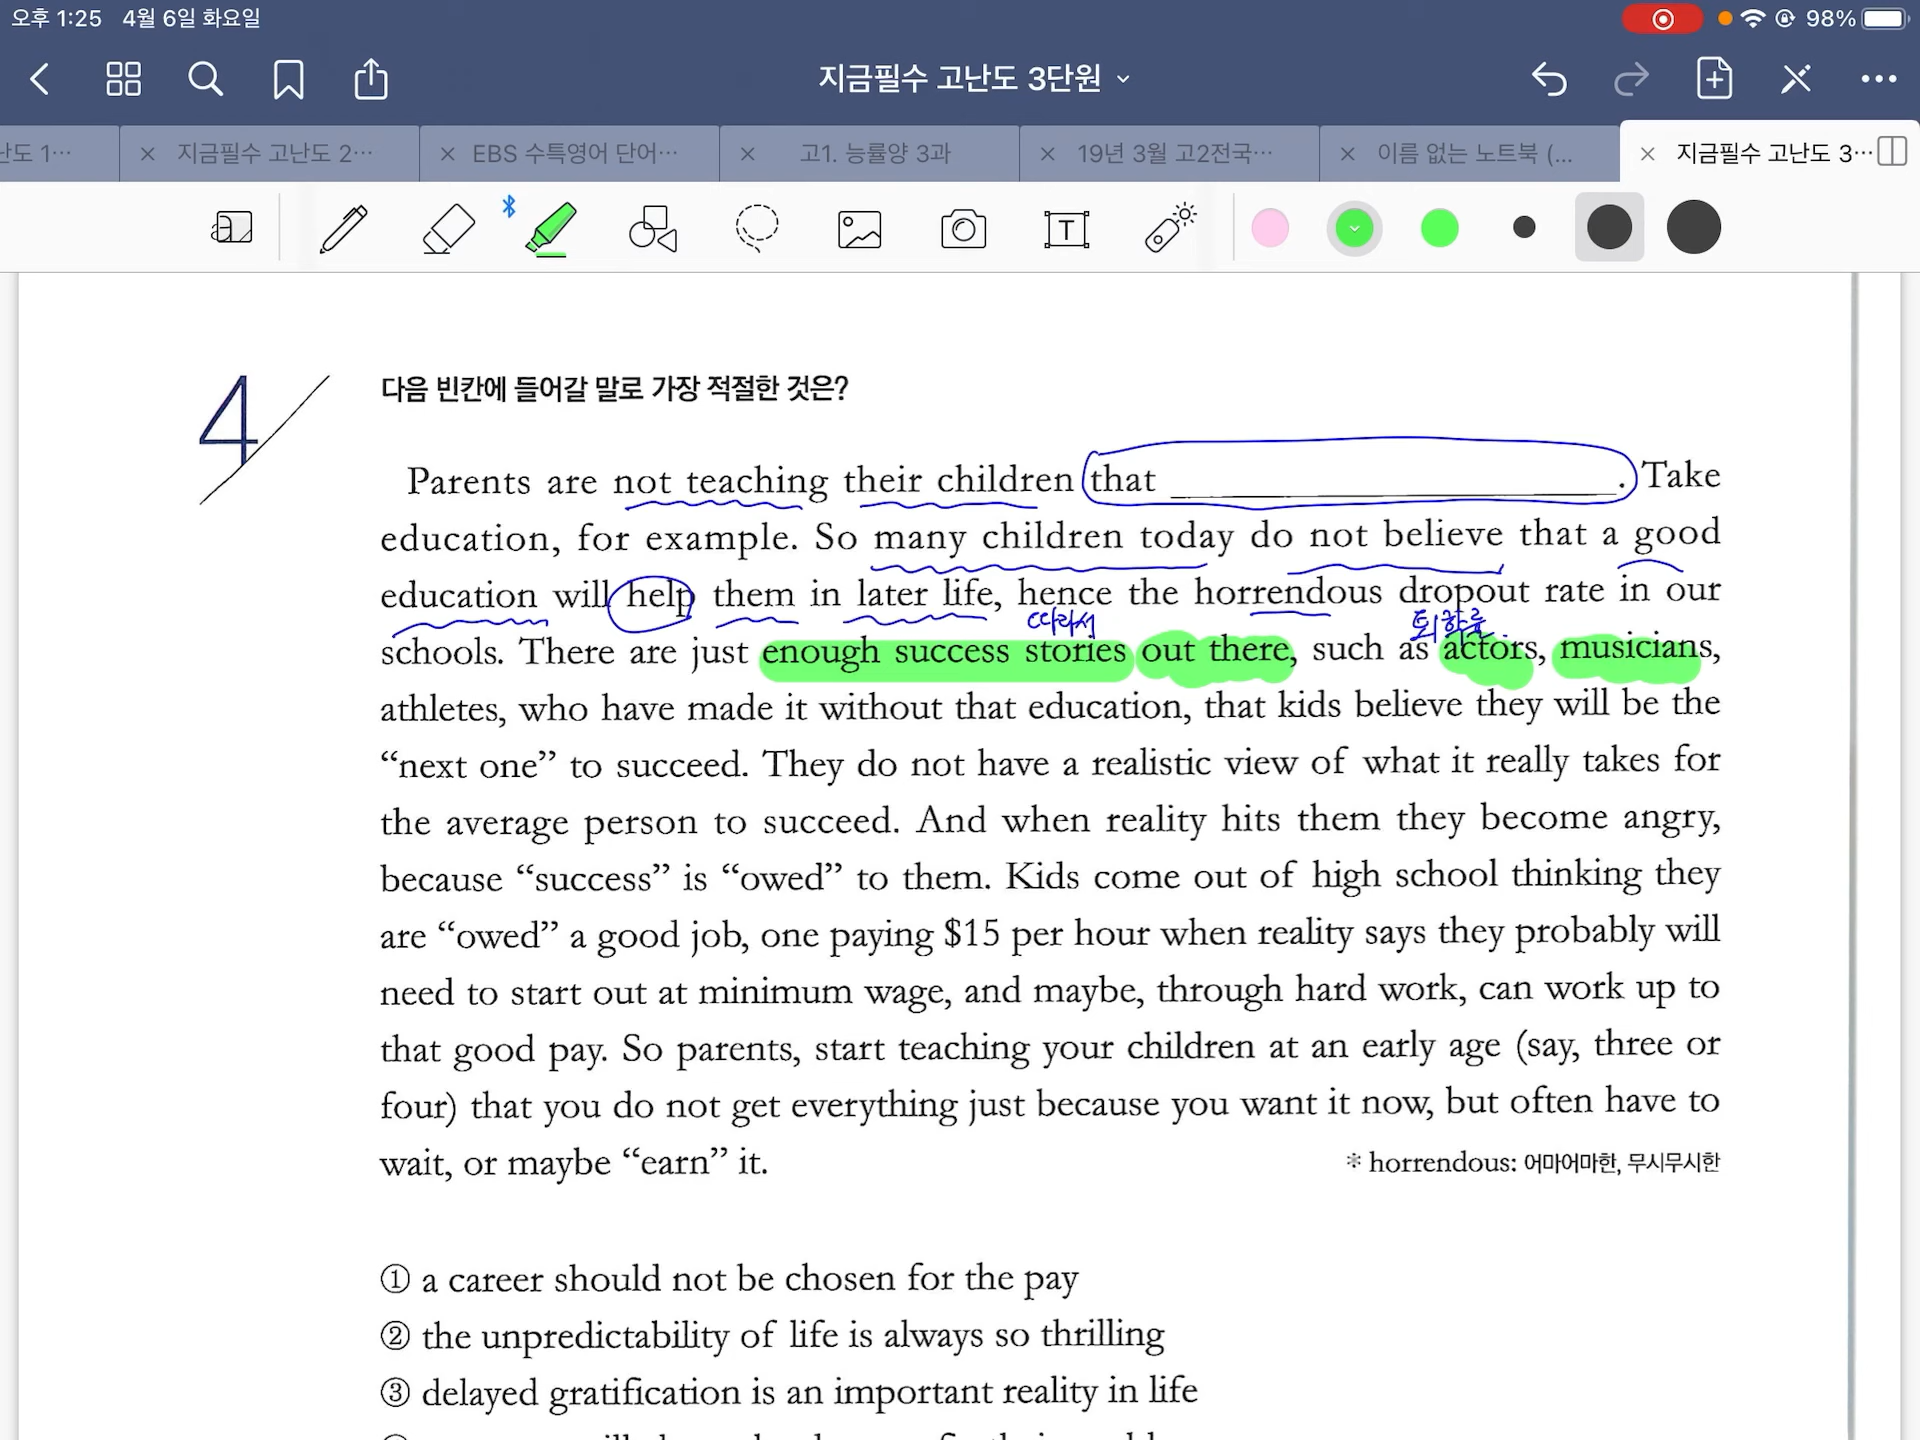 오후 1:25 4월 6일 화요일 98%
지금필수 고난도 3단원
난도 1··· 지금필수 고난도 2··· EBS 수특영어 단어··· 고1. 능률양 3과 19년 3월 고2전국··· 이름 없는 노트북 (... 지금필수 고난도 3···
4 다음 빈칸에 들어갈 말로 가장 적절한 것은?
Parents are not teaching their children that ____________________. Take
education, for example. So many children today do not believe that a good
education will help them in later life, hence the horrendous dropout rate in our
따라서 퇴학률
schools. There are just enough success stories out there, such as actors, musicians,
athletes, who have made it without that education, that kids believe they will be the
“next one” to succeed. They do not have a realistic view of what it really takes for
the average person to succeed. And when reality hits them they become angry,
because “success” is “owed” to them. Kids come out of high school thinking they
are “owed” a good job, one paying $15 per hour when reality says they probably will
need to start out at minimum wage, and maybe, through hard work, can work up to
that good pay. So parents, start teaching your children at an early age (say, three or
four) that you do not get everything just because you want it now, but often have to
wait, or maybe “earn” it. * horrendous: 어마어마한, 무시무시한
① a career should not be chosen for the pay
② the unpredictability of life is always so thrilling
③ delayed gratification is an important reality in life